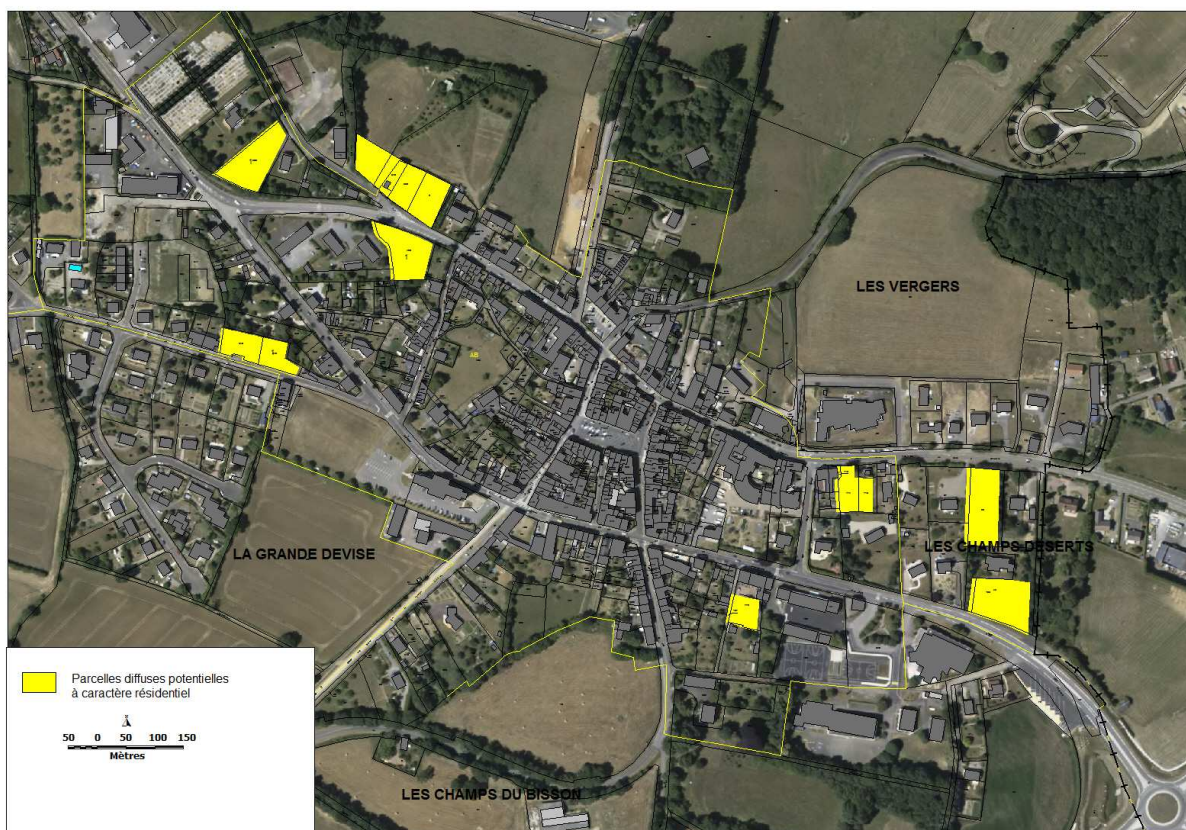 LES VERGERS
LA GRANDE DEVISE
LES CHAMPS DESERTS
LES CHAMPS DU BISSON
AB
Parcelles diffuses potentielles
à caractère résidentiel
50 0 50 100 150
Mètres